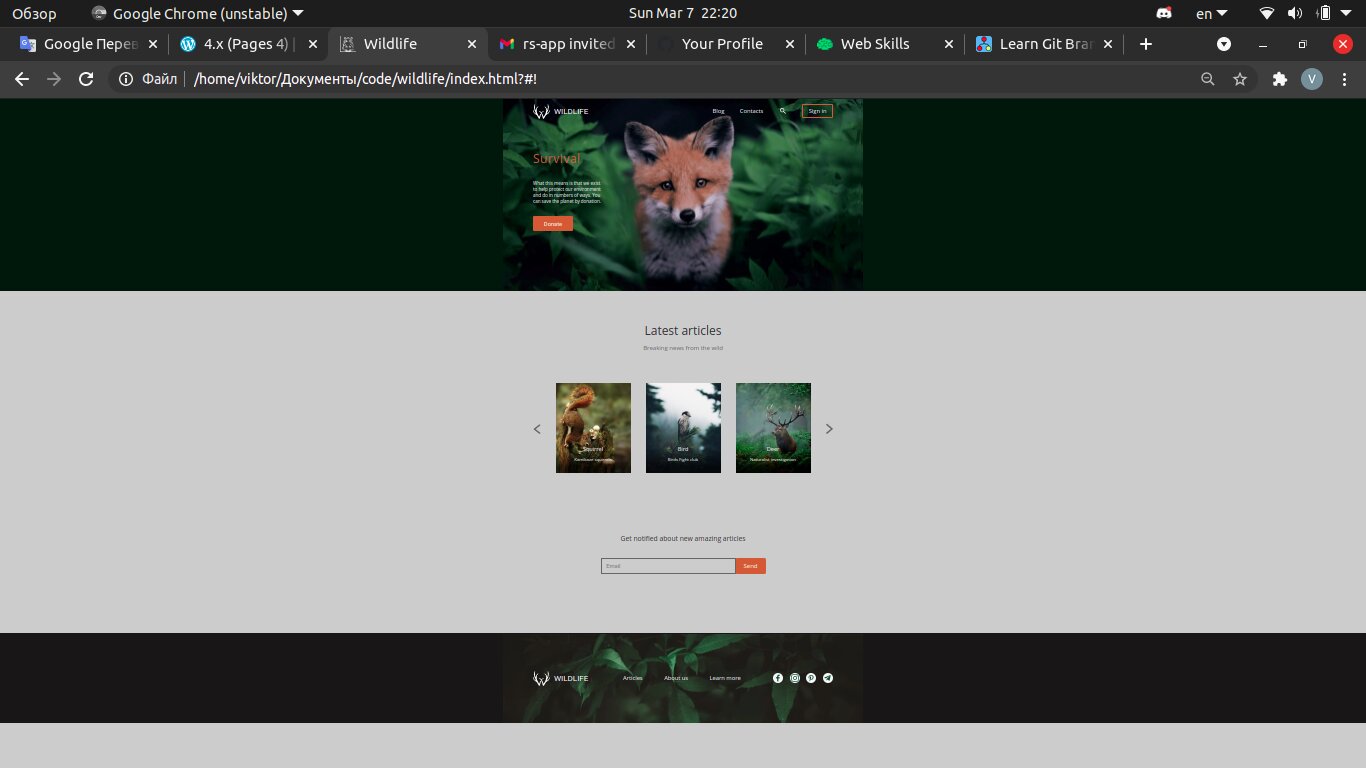 Обзор
Google Chrome (unstable)
Sun Mar 7 22:20
en
Google Перев
4.x (Pages 4) |
Wildlife
rs-app invited
Your Profile
Web Skills
Learn Git Bran
Файл
/home/viktor/Документы/code/wildlife/index.html?#!
V
WILDLIFE
Blog
Contacts
Sign in
Survival
What this means is that we exist
to help protect our environment
and do in numbers of ways. You
can save the planet by donation.
Donate
Latest articles
Breaking news from the wild
Squirrel
Kamikaze squirrels
Bird
Birds Fight club
Deer
Naturalist investigation
Get notified about new amazing articles
Email
Send
WILDLIFE
Articles
About us
Learn more